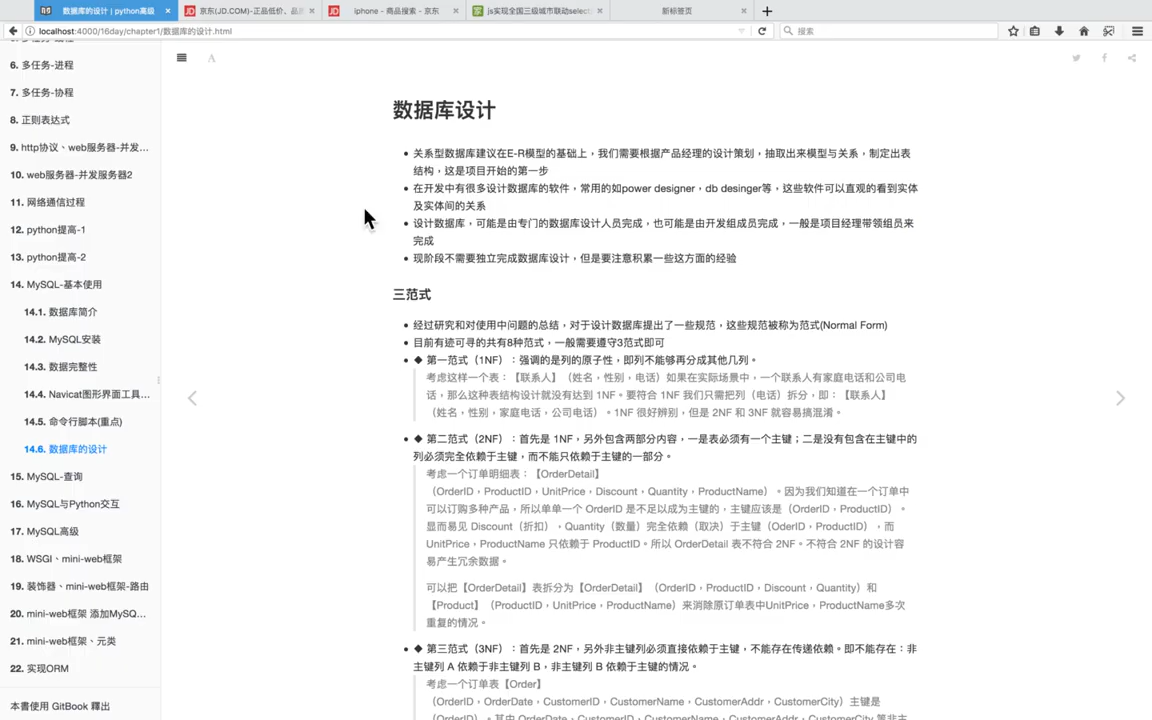 数据库的设计 | python高级
京东(JD.COM)-正品低价、品质
iphone - 商品搜索 - 京东
js实现全国三级城市联动select
新标签页
localhost:4000/16day/chapter1/数据库的设计.html
搜索
6. 多任务-进程
7. 多任务-协程
8. 正则表达式
9. http协议、web服务器-并发...
10. web服务器-并发服务器2
11. 网络通信过程
12. python提高-1
13. python提高-2
14. MySQL-基本使用
14.1. 数据库简介
14.2. MySQL安装
14.3. 数据完整性
14.4. Navicat图形界面工具...
14.5. 命令行脚本(重点)
14.6. 数据库的设计
15. MySQL-查询
16. MySQL与Python交互
17. MySQL高级
18. WSGI、mini-web框架
19. 装饰器、mini-web框架-路由
20. mini-web框架 添加MySQ...
21. mini-web框架、元类
22. 实现ORM
本書使用 GitBook 釋出
A
数据库设计
• 关系型数据库建议在E-R模型的基础上，我们需要根据产品经理的设计策划，抽取出来模型与关系，制定出表
结构，这是项目开始的第一步
• 在开发中有很多设计数据库的软件，常用的如power designer，db desinger等，这些软件可以直观的看到实体
及实体间的关系
• 设计数据库，可能是由专门的数据库设计人员完成，也可能是由开发组成员完成，一般是项目经理带领组员来
完成
• 现阶段不需要独立完成数据库设计，但是要注意积累一些这方面的经验
三范式
• 经过研究和对使用中问题的总结，对于设计数据库提出了一些规范，这些规范被称为范式(Normal Form)
• 目前有迹可寻的共有8种范式，一般需要遵守3范式即可
• ◆ 第一范式（1NF）：强调的是列的原子性，即列不能够再分成其他几列。
考虑这样一个表：【联系人】（姓名，性别，电话）如果在实际场景中，一个联系人有家庭电话和公司电
话，那么这种表结构设计就没有达到 1NF。要符合 1NF 我们只需把列（电话）拆分，即：【联系人】
（姓名，性别，家庭电话，公司电话）。1NF 很好辨别，但是 2NF 和 3NF 就容易搞混淆。
• ◆ 第二范式（2NF）：首先是 1NF，另外包含两部分内容，一是表必须有一个主键；二是没有包含在主键中的
列必须完全依赖于主键，而不能只依赖于主键的一部分。
考虑一个订单明细表：【OrderDetail】
（OrderID，ProductID，UnitPrice，Discount，Quantity，ProductName）。因为我们知道在一个订单中
可以订购多种产品，所以单单一个 OrderID 是不足以成为主键的，主键应该是（OrderID，ProductID）。
显而易见 Discount（折扣），Quantity（数量）完全依赖（取决）于主键（OderID，ProductID），而
UnitPrice，ProductName 只依赖于 ProductID。所以 OrderDetail 表不符合 2NF。不符合 2NF 的设计容
易产生冗余数据。
可以把【OrderDetail】表拆分为【OrderDetail】（OrderID，ProductID，Discount，Quantity）和
【Product】（ProductID，UnitPrice，ProductName）来消除原订单表中UnitPrice，ProductName多次
重复的情况。
• ◆ 第三范式（3NF）：首先是 2NF，另外非主键列必须直接依赖于主键，不能存在传递依赖。即不能存在：非
主键列 A 依赖于非主键列 B，非主键列 B 依赖于主键的情况。
考虑一个订单表【Order】
（OrderID，OrderDate，CustomerID，CustomerName，CustomerAddr，CustomerCity）主键是
（OrderID）。其中 OrderDate，CustomerID，CustomerName，CustomerAddr，CustomerCity 等非主